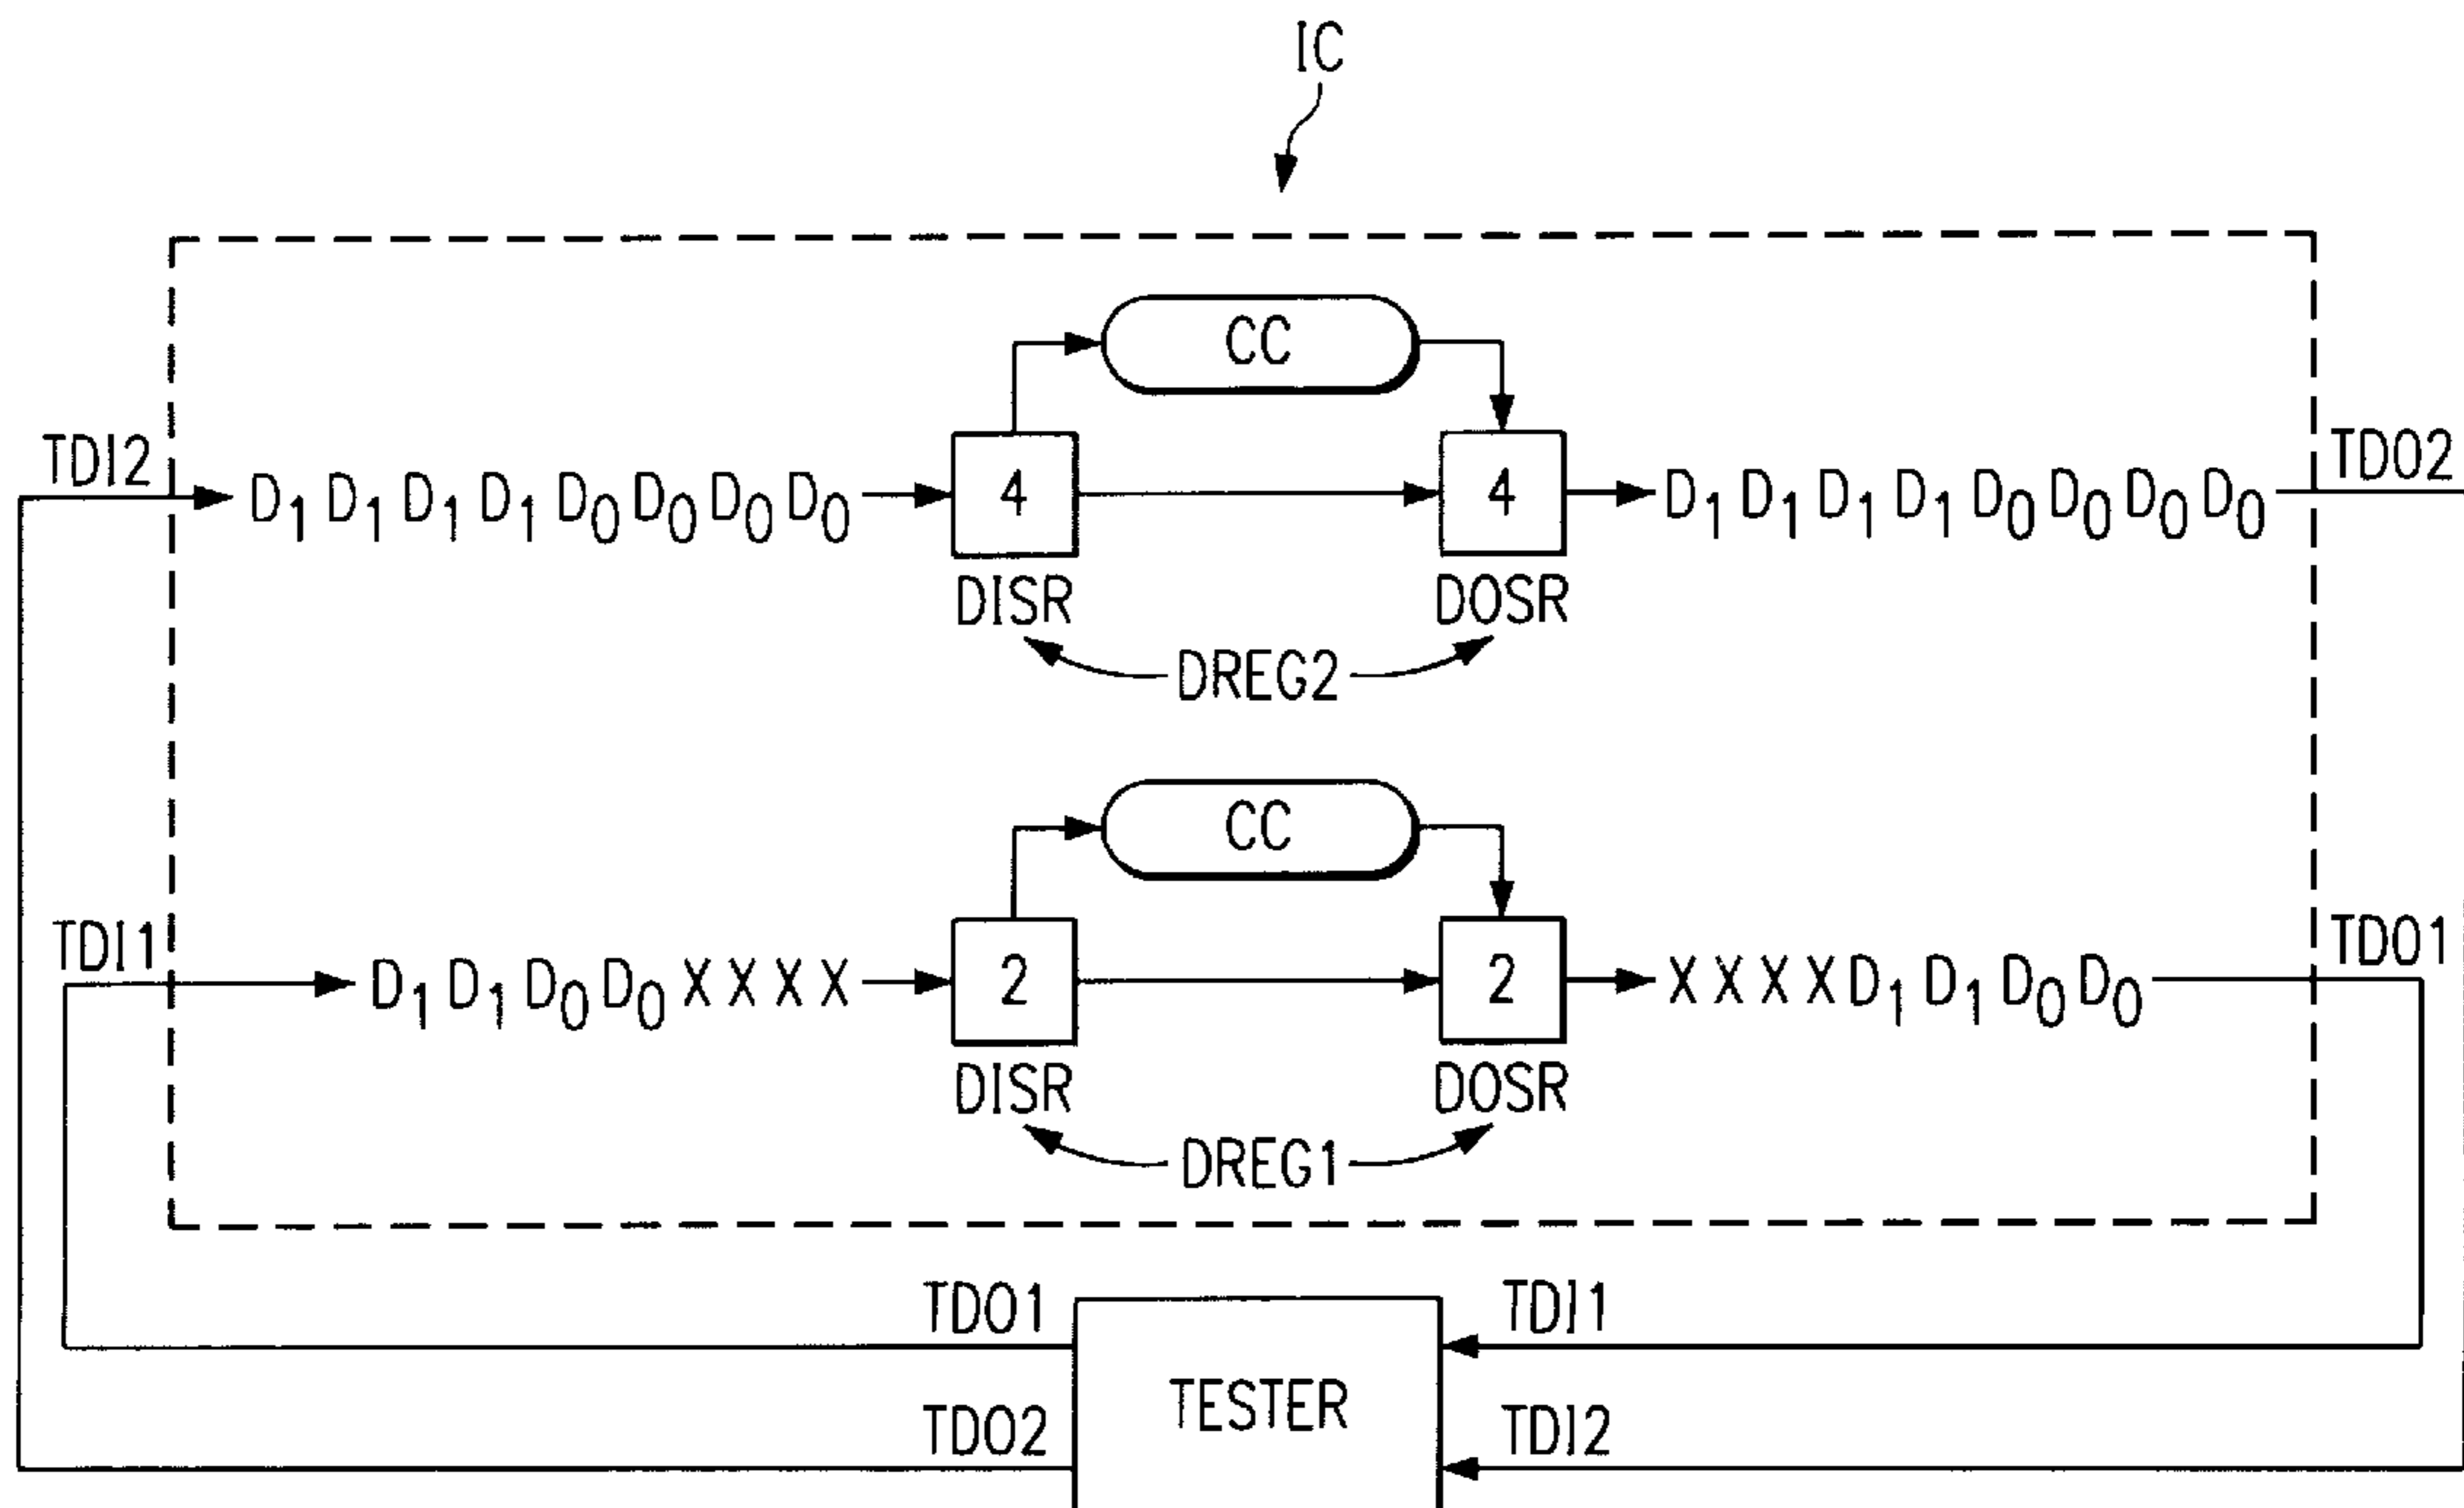 IC
CC
TDI2
D1 D1 D1 D1 D0 D0 D0 D0
4
4
D1 D1 D1 D1 D0 D0 D0 D0
TDO2
DISR
DOSR
DREG2
CC
TDI1
D1 D1 D0 D0 X X X X
2
2
X X X X D1 D1 D0 D0
TDO1
DISR
DOSR
DREG1
TDO1
TDI1
TESTER
TDO2
TDI2